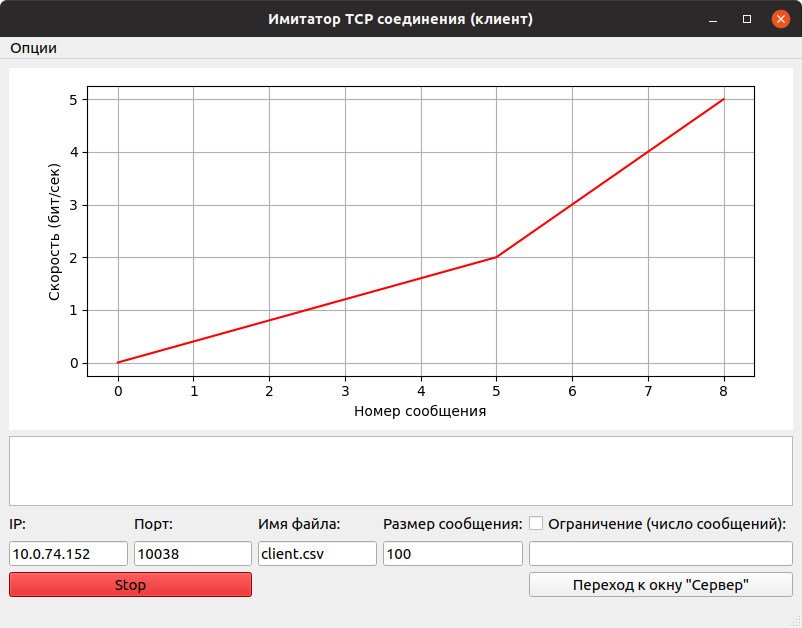 Имитатор TCP соединения (клиент)
Опции
5
4
3
2
1
0
Скорость (бит/сек)
0 1 2 3 4 5 6 7 8
Номер сообщения
IP: Порт: Имя файла: Размер сообщения: Ограничение (число сообщений):
10.0.74.152 10038 client.csv 100
Stop Переход к окну "Сервер"